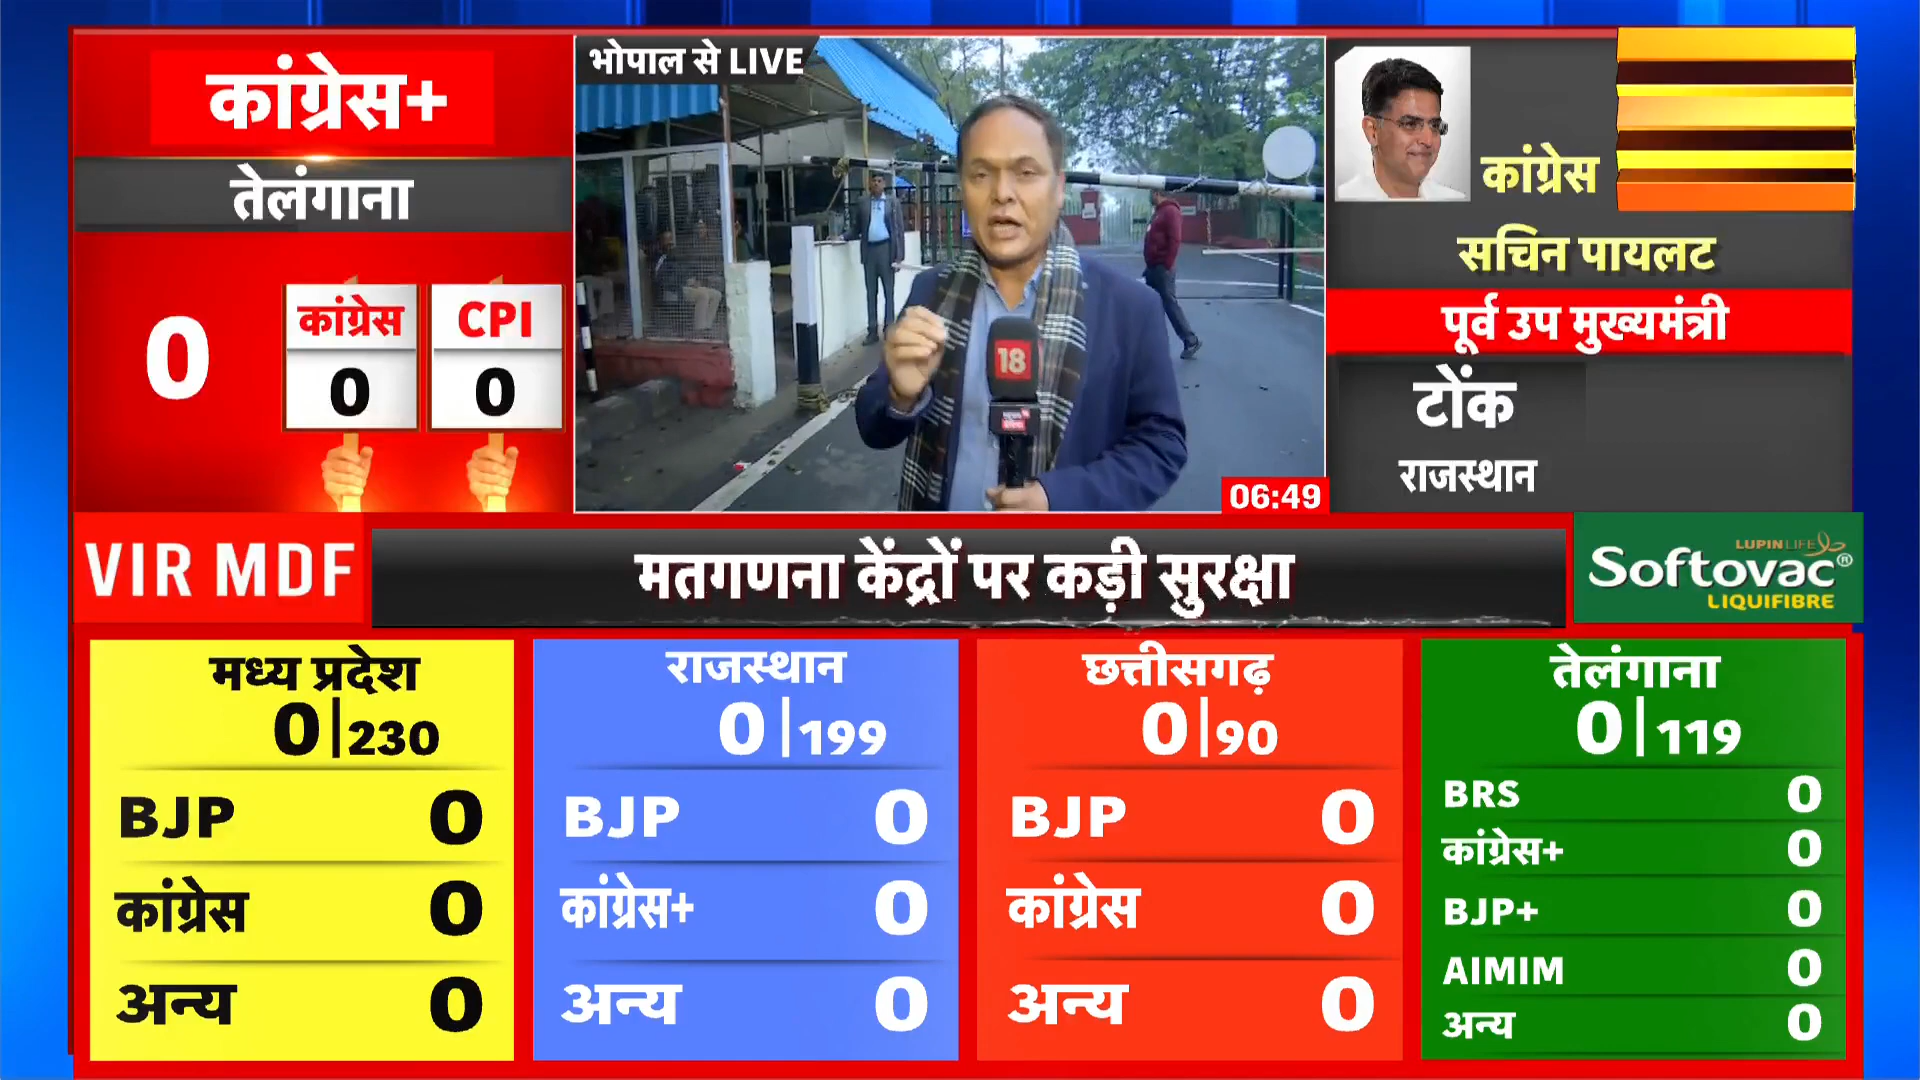 कांग्रेस+
तेलंगाना
0
कांग्रेस
0
CPI
0
भोपाल से LIVE
18
06:49
कांग्रेस
सचिन पायलट
पूर्व उप मुख्यमंत्री
टोंक
राजस्थान
VIR MDF
मतगणना केंद्रों पर कड़ी सुरक्षा
LUPIN LIFE
Softovac®
LIQUIFIBRE
मध्य प्रदेश
0|230
BJP 0
कांग्रेस 0
अन्य 0
राजस्थान
0|199
BJP 0
कांग्रेस+ 0
अन्य 0
छत्तीसगढ़
0|90
BJP 0
कांग्रेस 0
अन्य 0
तेलंगाना
0|119
BRS 0
कांग्रेस+ 0
BJP+ 0
AIMIM 0
अन्य 0